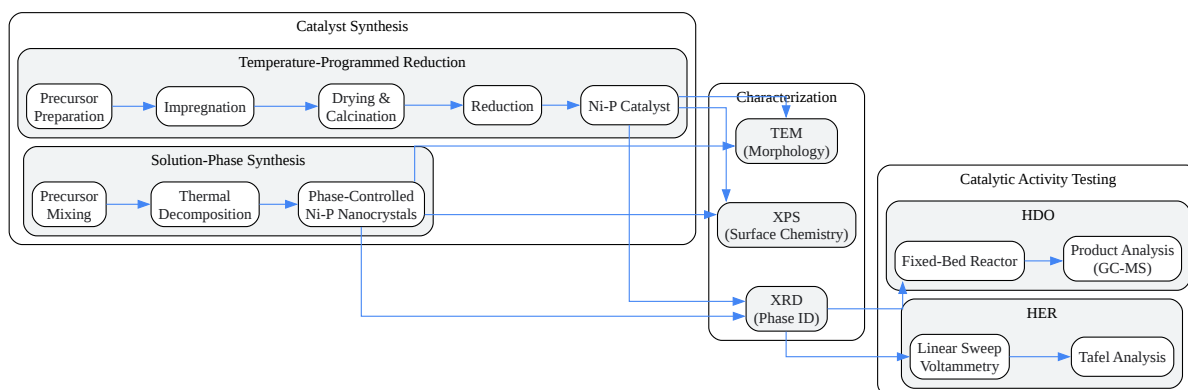 Catalyst Synthesis
Temperature-Programmed Reduction
Precursor
Preparation
Impregnation
Drying &
Calcination
Reduction
Ni-P Catalyst
Solution-Phase Synthesis
Precursor
Mixing
Thermal
Decomposition
Phase-Controlled
Ni-P Nanocrystals
Characterization
TEM
(Morphology)
XPS
(Surface Chemistry)
XRD
(Phase ID)
Catalytic Activity Testing
HDO
Fixed-Bed Reactor
Product Analysis
(GC-MS)
HER
Linear Sweep
Voltammetry
Tafel Analysis